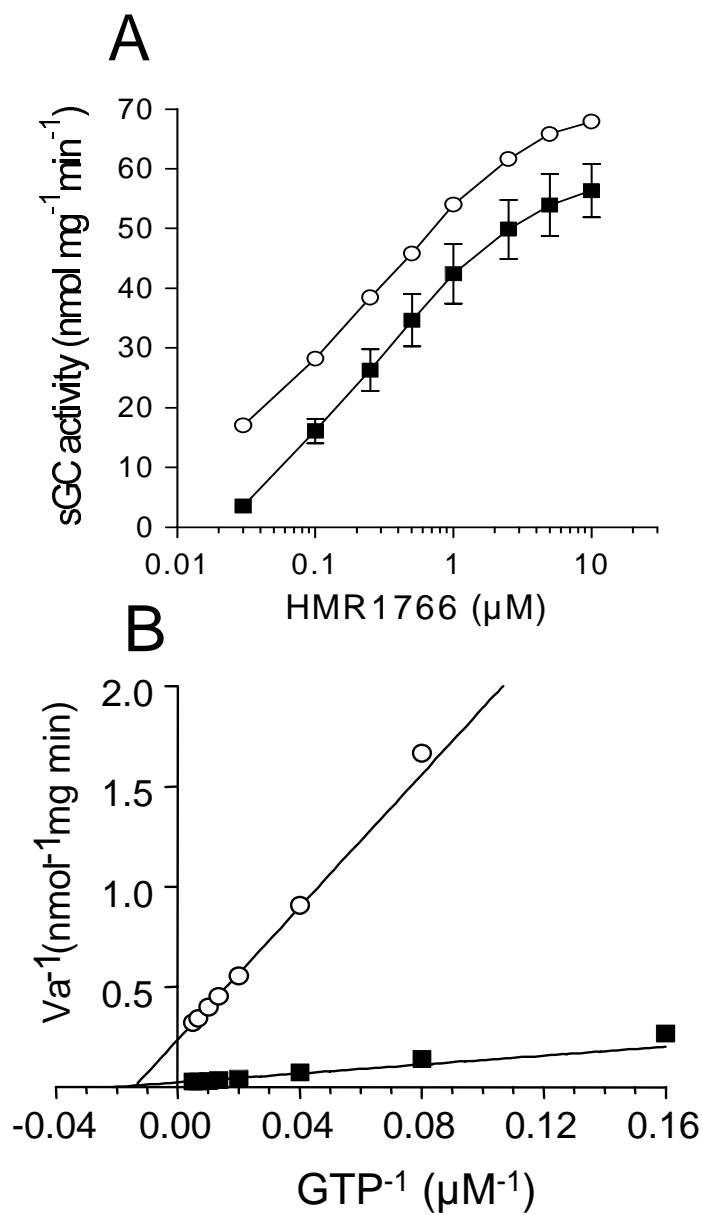 A
sGC activity (nmol mg⁻¹min⁻¹)
70
60
50
40
30
20
10
0
0.01 0.1 1 10
HMR1766 (µM)
B
Va⁻¹(nmol⁻¹mg min)
2.0
1.5
1.0
0.5
-0.04 0.00 0.04 0.08 0.12 0.16
GTP⁻¹ (µM⁻¹)